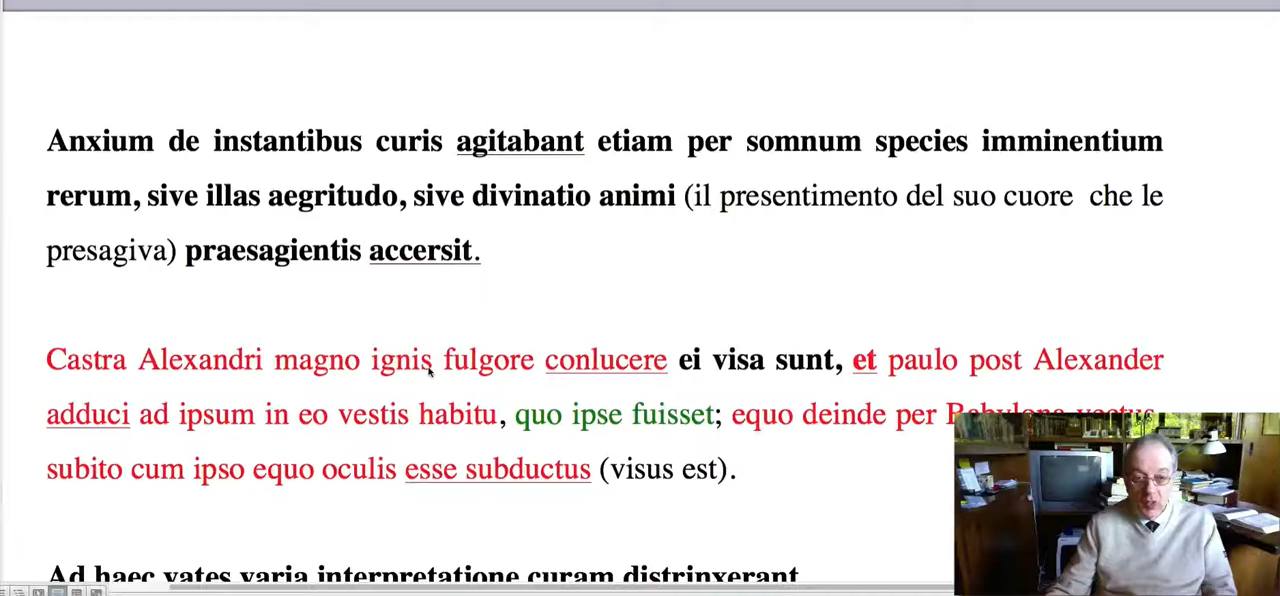 Anxium de instantibus curis agitabant etiam per somnum species imminentium
rerum, sive illas aegritudo, sive divinatio animi (il presentimento del suo cuore che le
presagiva) praesagientis accersit.
Castra Alexandri magno ignis fulgore conlucere ei visa sunt, et paulo post Alexander
adduci ad ipsum in eo vestis habitu, quo ipse fuisset; equo deinde per Babylona vectus
subito cum ipso equo oculis esse subductus (visus est).
Ad haec vates varia interpretatione curam distrinxerant